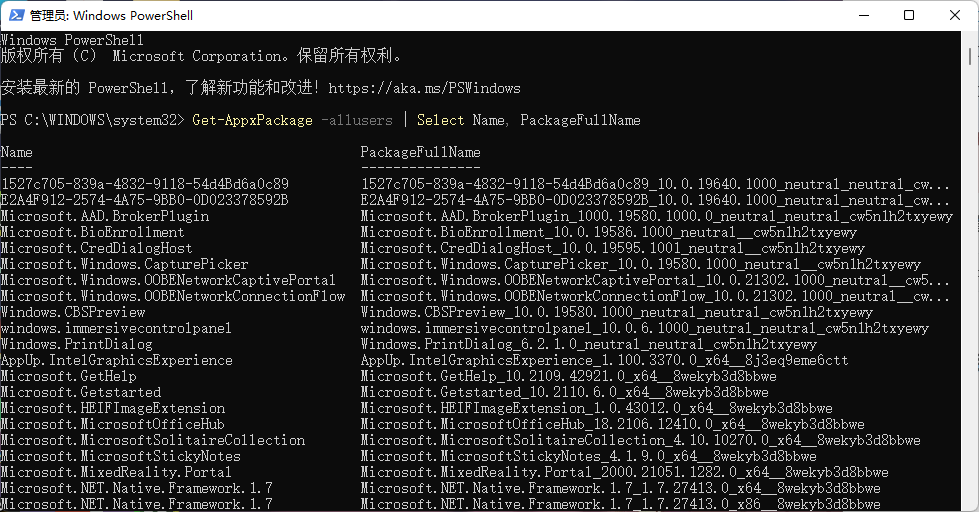 管理员: Windows PowerShell
Windows PowerShell
版权所有 (C)  Microsoft Corporation。保留所有权利。
安装最新的 PowerShell，了解新功能和改进！https://aka.ms/PSWindows
PS C:\WINDOWS\system32> Get-AppxPackage -allusers | Select Name, PackageFullName
Name PackageFullName
---- ---------------
1527c705-839a-4832-9118-54d4Bd6a0c89 1527c705-839a-4832-9118-54d4Bd6a0c89_10.0.19640.1000_neutral_neutral_cw...
E2A4F912-2574-4A75-9BB0-0D023378592B E2A4F912-2574-4A75-9BB0-0D023378592B_10.0.19640.1000_neutral_neutral_cw...
Microsoft.AAD.BrokerPlugin Microsoft.AAD.BrokerPlugin_1000.19580.1000.0_neutral_neutral_cw5n1h2txyewy
Microsoft.BioEnrollment Microsoft.BioEnrollment_10.0.19586.1000_neutral__cw5n1h2txyewy
Microsoft.CredDialogHost Microsoft.CredDialogHost_10.0.19595.1001_neutral__cw5n1h2txyewy
Microsoft.Windows.CapturePicker Microsoft.Windows.CapturePicker_10.0.19580.1000_neutral__cw5n1h2txyewy
Microsoft.Windows.OOBENetworkCaptivePortal Microsoft.Windows.OOBENetworkCaptivePortal_10.0.21302.1000_neutral__cw5...
Microsoft.Windows.OOBENetworkConnectionFlow Microsoft.Windows.OOBENetworkConnectionFlow_10.0.21302.1000_neutral__cw...
Windows.CBSPreview Windows.CBSPreview_10.0.19580.1000_neutral_neutral_cw5n1h2txyewy
windows.immersivecontrolpanel windows.immersivecontrolpanel_10.0.6.1000_neutral_neutral_cw5n1h2txyewy
Windows.PrintDialog Windows.PrintDialog_6.2.1.0_neutral_neutral_cw5n1h2txyewy
AppUp.IntelGraphicsExperience AppUp.IntelGraphicsExperience_1.100.3370.0_x64__8j3eq9eme6ctt
Microsoft.GetHelp Microsoft.GetHelp_10.2109.42921.0_x64__8wekyb3d8bbwe
Microsoft.Getstarted Microsoft.Getstarted_10.2110.6.0_x64__8wekyb3d8bbwe
Microsoft.HEIFImageExtension Microsoft.HEIFImageExtension_1.0.43012.0_x64__8wekyb3d8bbwe
Microsoft.MicrosoftOfficeHub Microsoft.MicrosoftOfficeHub_18.2106.12410.0_x64__8wekyb3d8bbwe
Microsoft.MicrosoftSolitaireCollection Microsoft.MicrosoftSolitaireCollection_4.10.10270.0_x64__8wekyb3d8bbwe
Microsoft.MicrosoftStickyNotes Microsoft.MicrosoftStickyNotes_4.1.9.0_x64__8wekyb3d8bbwe
Microsoft.MixedReality.Portal Microsoft.MixedReality.Portal_2000.21051.1282.0_x64__8wekyb3d8bbwe
Microsoft.NET.Native.Framework.1.7 Microsoft.NET.Native.Framework.1.7_1.7.27413.0_x64__8wekyb3d8bbwe
Microsoft.NET.Native.Framework.1.7 Microsoft.NET.Native.Framework.1.7_1.7.27413.0_x86__8wekyb3d8bbwe